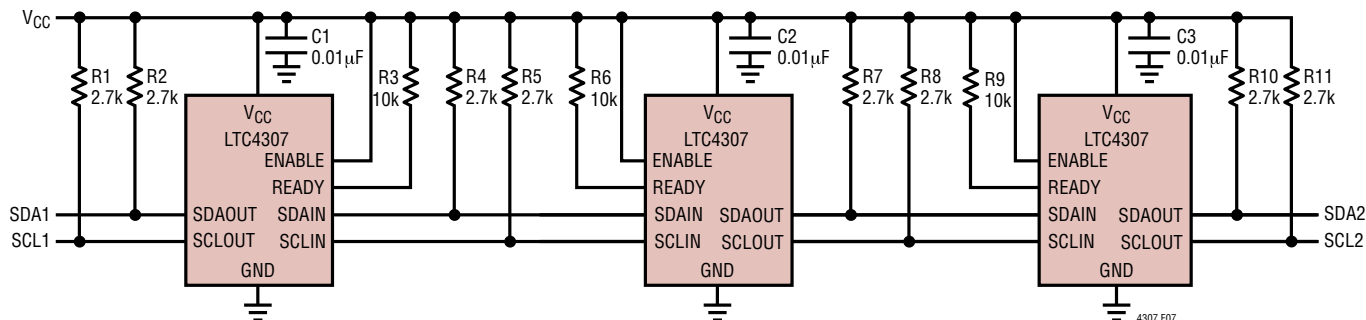 VCC
R1
2.7k
R2
2.7k
C1
0.01µF
R3
10k
R4
2.7k
R5
2.7k
R6
10k
C2
0.01µF
R7
2.7k
R8
2.7k
R9
10k
C3
0.01µF
R10
2.7k
R11
2.7k
VCC
LTC4307
ENABLE
READY
SDAOUT SDAIN
SCLOUT SCLIN
GND
VCC
LTC4307
ENABLE
READY
SDAIN SDAOUT
SCLIN SCLOUT
GND
VCC
LTC4307
ENABLE
READY
SDAIN SDAOUT
SCLIN SCLOUT
GND
SDA1
SCL1
SDA2
SCL2
4307 F07